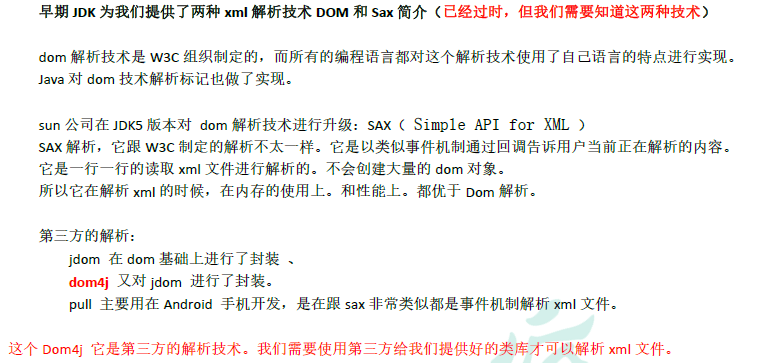 早期 JDK 为我们提供了两种 xml 解析技术 DOM 和 Sax 简介（已经过时，但我们需要知道这两种技术）
dom 解析技术是 W3C 组织制定的，而所有的编程语言都对这个解析技术使用了自己语言的特点进行实现。
Java 对 dom 技术解析标记也做了实现。
sun 公司在 JDK5 版本对 dom 解析技术进行升级：SAX（ Simple API for XML ）
SAX 解析，它跟 W3C 制定的解析不太一样。它是以类似事件机制通过回调告诉用户当前正在解析的内容。
它是一行一行的读取 xml 文件进行解析的。不会创建大量的 dom 对象。
所以它在解析 xml 的时候，在内存的使用上。和性能上。都优于 Dom 解析。
第三方的解析：
jdom 在 dom 基础上进行了封装 、
dom4j 又对 jdom 进行了封装。
pull 主要用在 Android 手机开发，是在跟 sax 非常类似都是事件机制解析 xml 文件。
这个 Dom4j 它是第三方的解析技术。我们需要使用第三方给我们提供好的类库才可以解析 xml 文件。